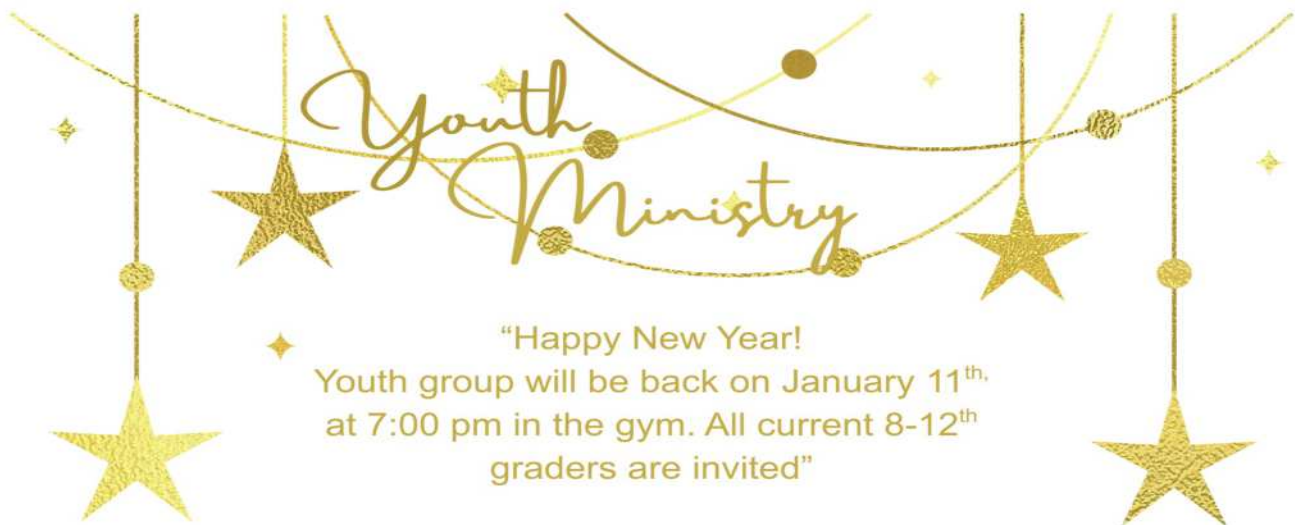 Youth
Ministry
“Happy New Year!
Youth group will be back on January 11th,
at 7:00 pm in the gym. All current 8-12th
graders are invited”